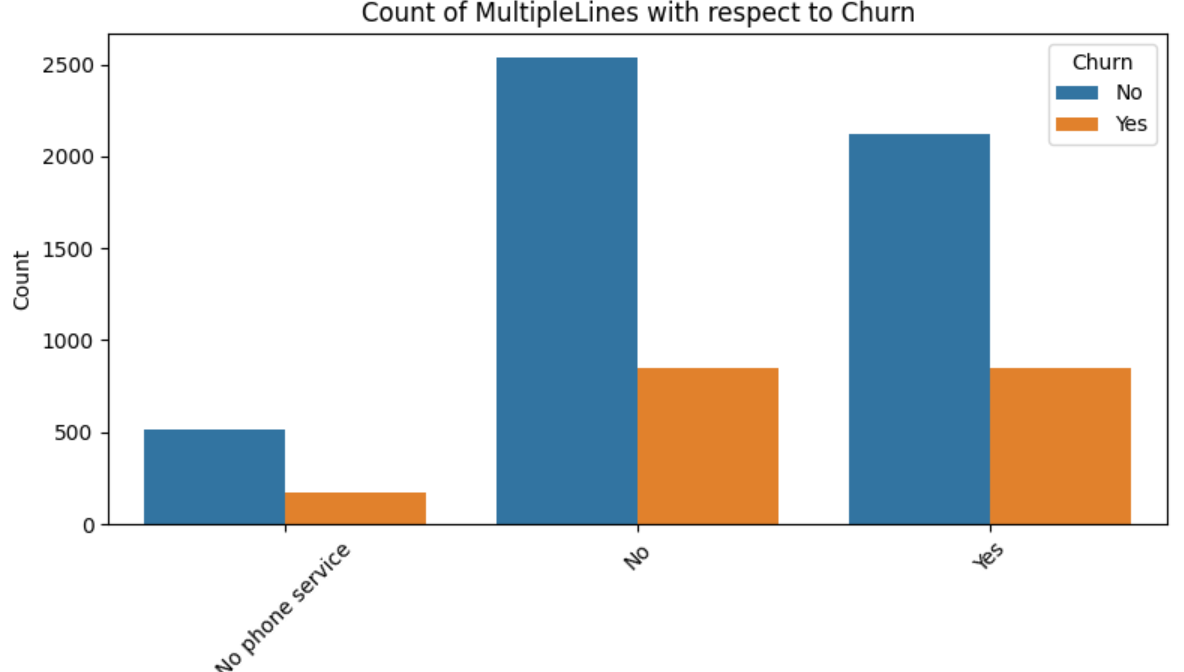 Count of MultipleLines with respect to Churn
Churn
No
Yes
2500
2000
1500
1000
500
0
Count
No phone service
No
Yes